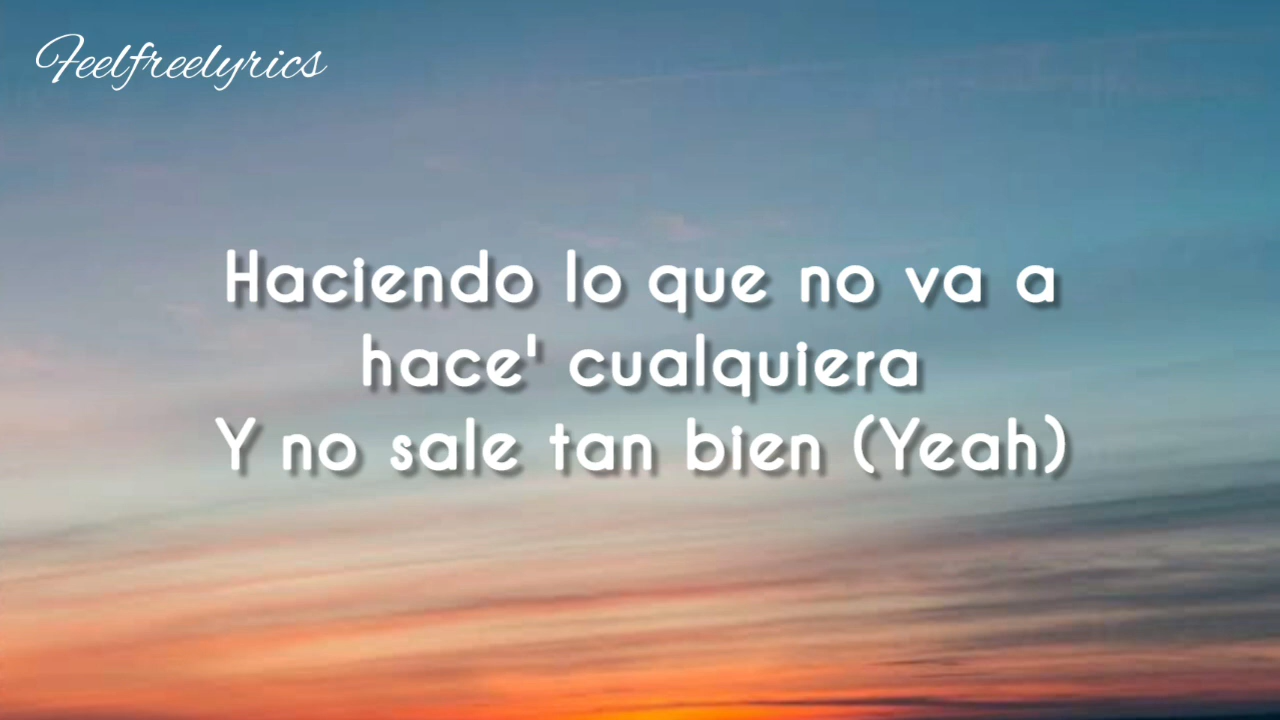 Feelfreelyrics
Haciendo lo que no va a
hace' cualquiera
Y no sale tan bien (Yeah)